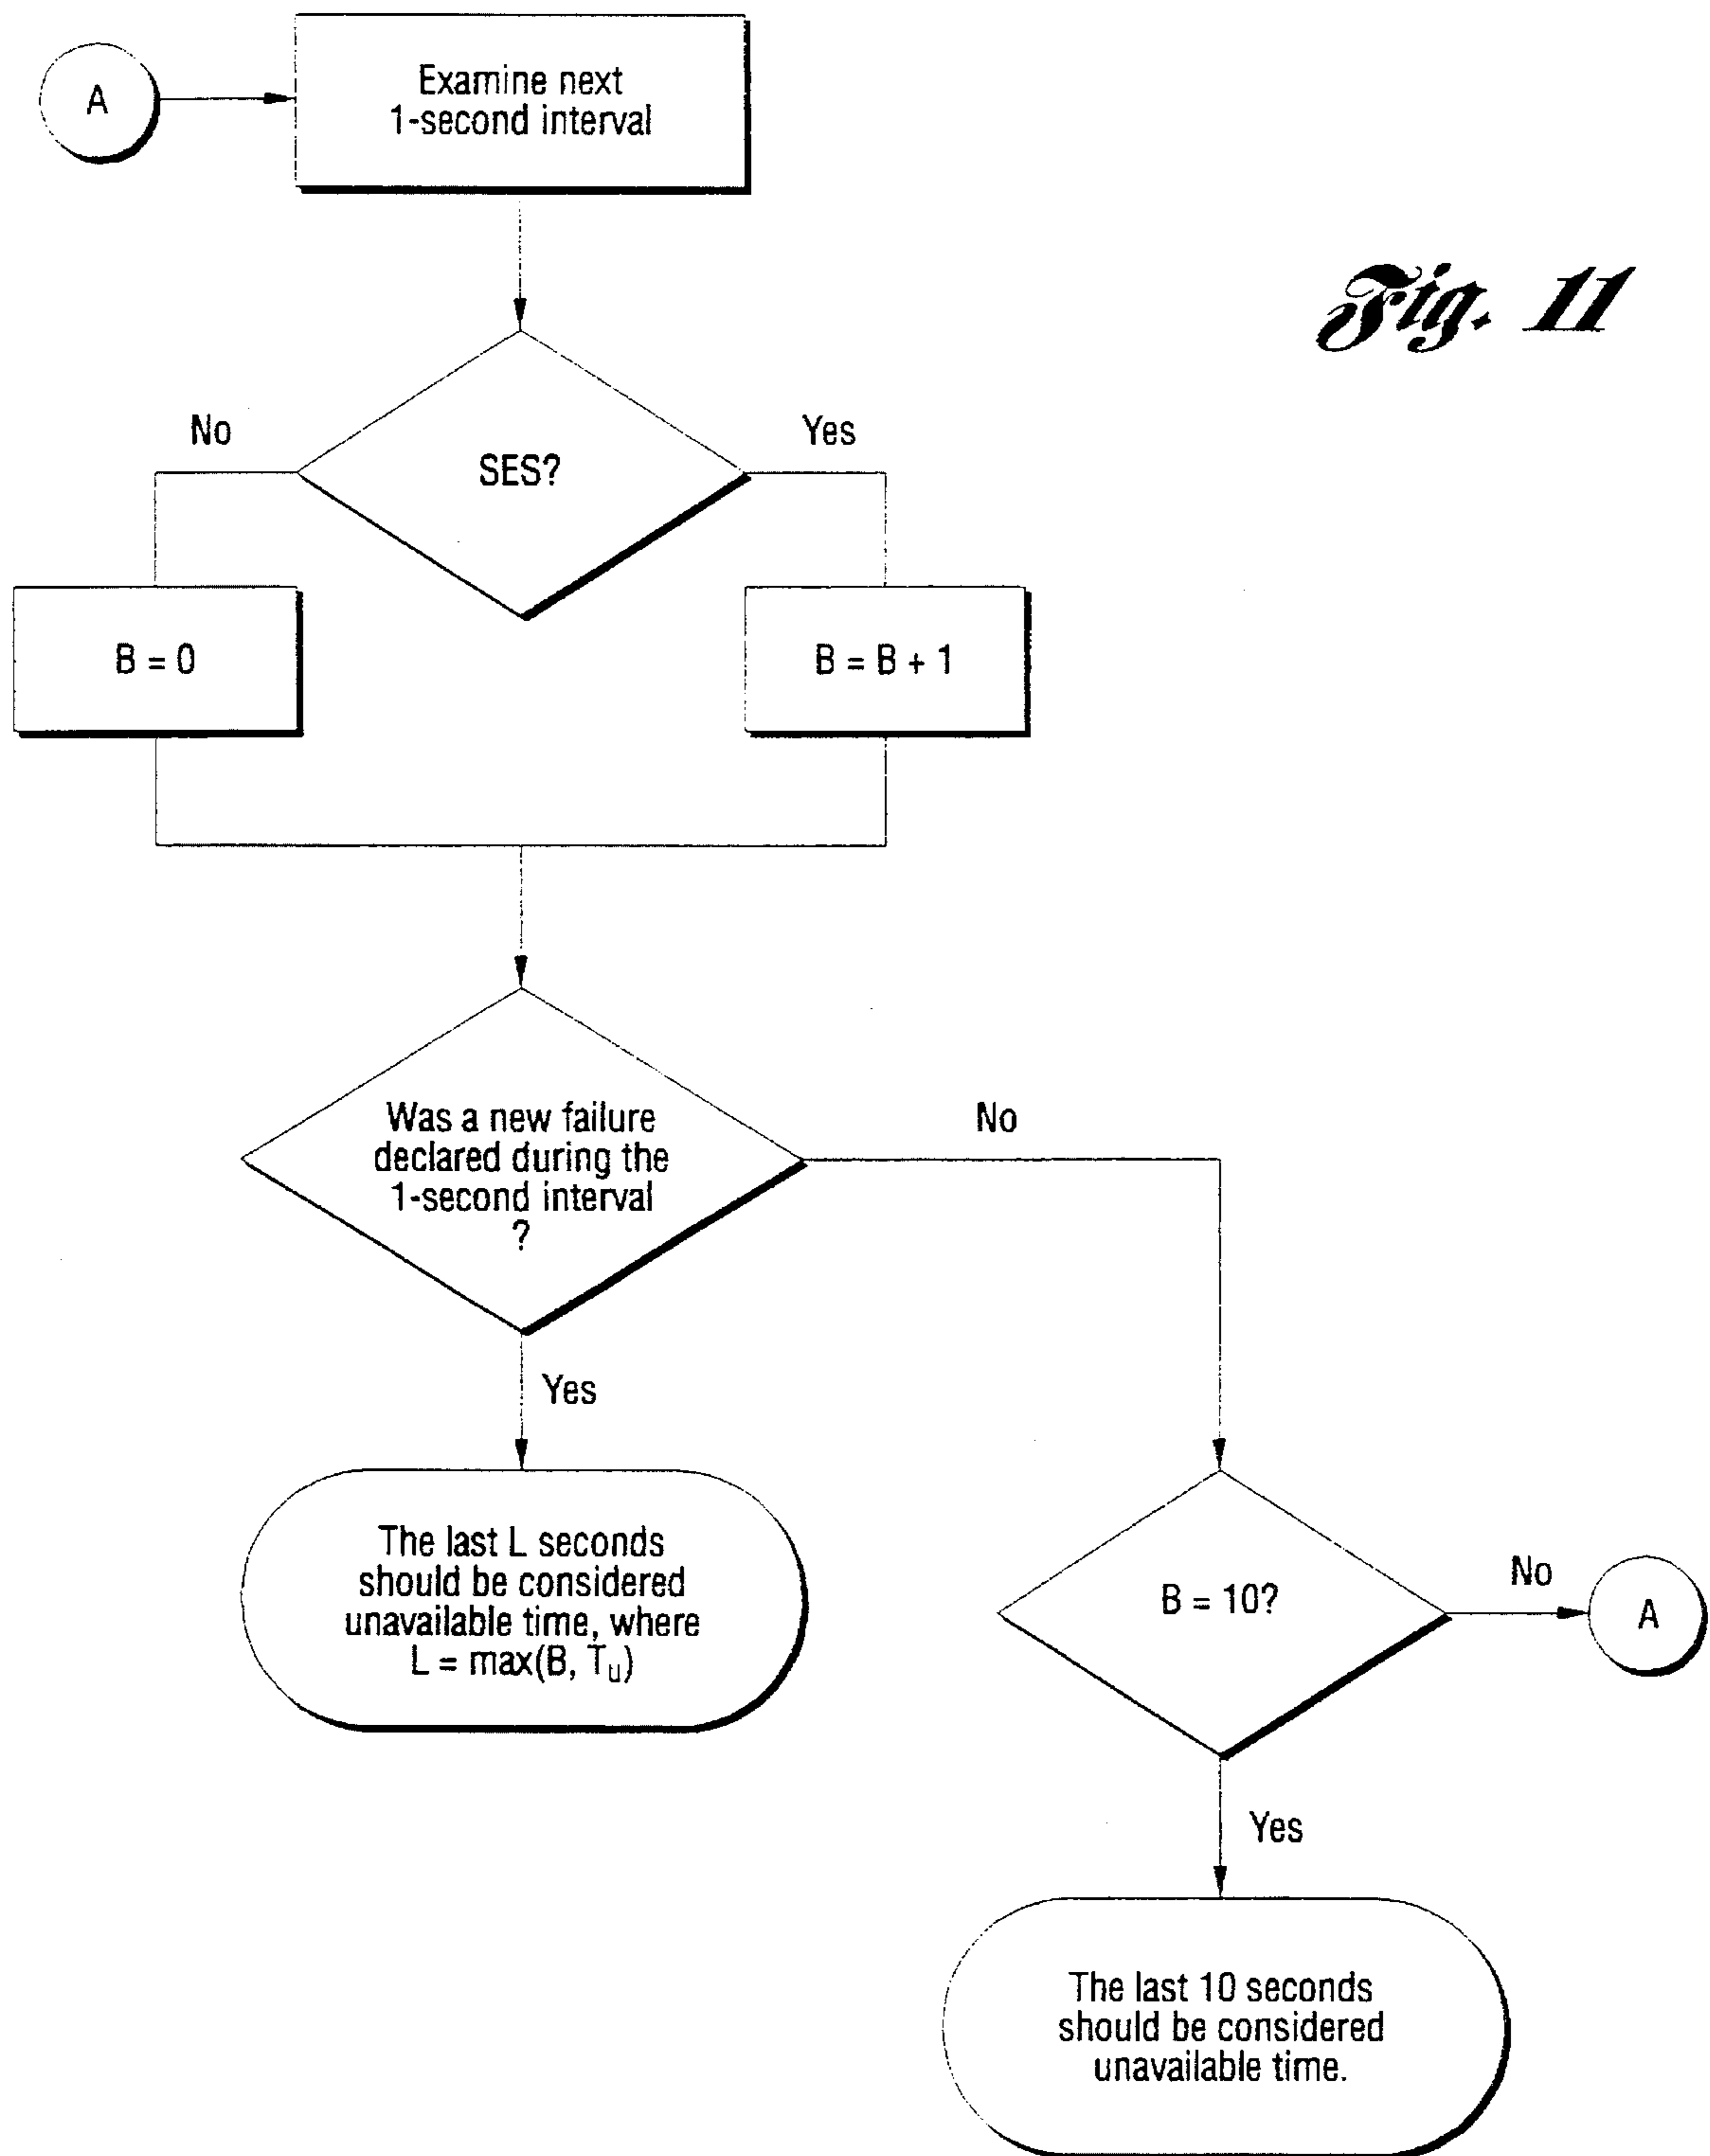 A
Examine next
1-second interval
Fig. 11
No
Yes
SES?
B = 0
B = B + 1
Was a new failure
declared during the
1-second interval
?
No
Yes
The last L seconds
should be considered
unavailable time, where
L = max(B, Tu)
B = 10?
No
A
Yes
The last 10 seconds
should be considered
unavailable time.